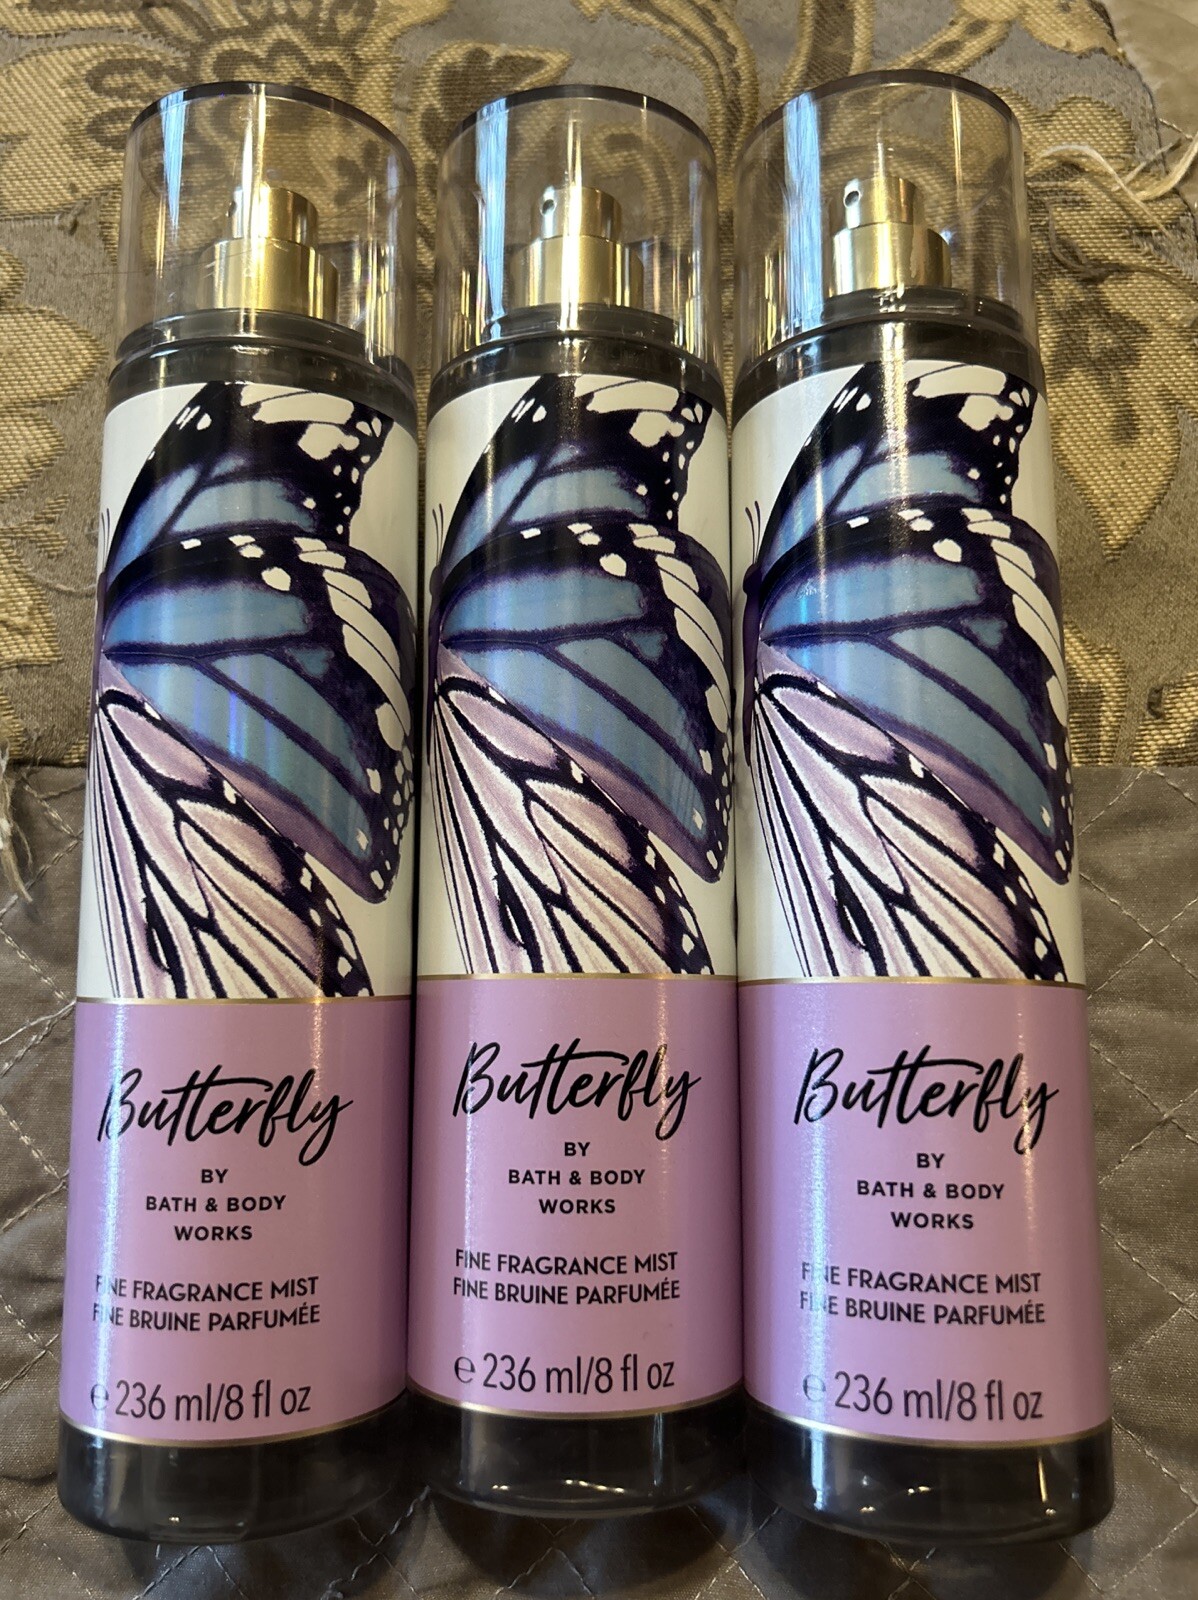 Butterfly
BY
BATH & BODY
WORKS
FINE FRAGRANCE MIST
FINE BRUINE PARFUMÉE
℮ 236 ml/8 fl oz
Butterfly
BY
BATH & BODY
WORKS
FINE FRAGRANCE MIST
FINE BRUINE PARFUMÉE
℮ 236 ml/8 fl oz
Butterfly
BY
BATH & BODY
WORKS
FINE FRAGRANCE MIST
FINE BRUINE PARFUMÉE
℮ 236 ml/8 fl oz